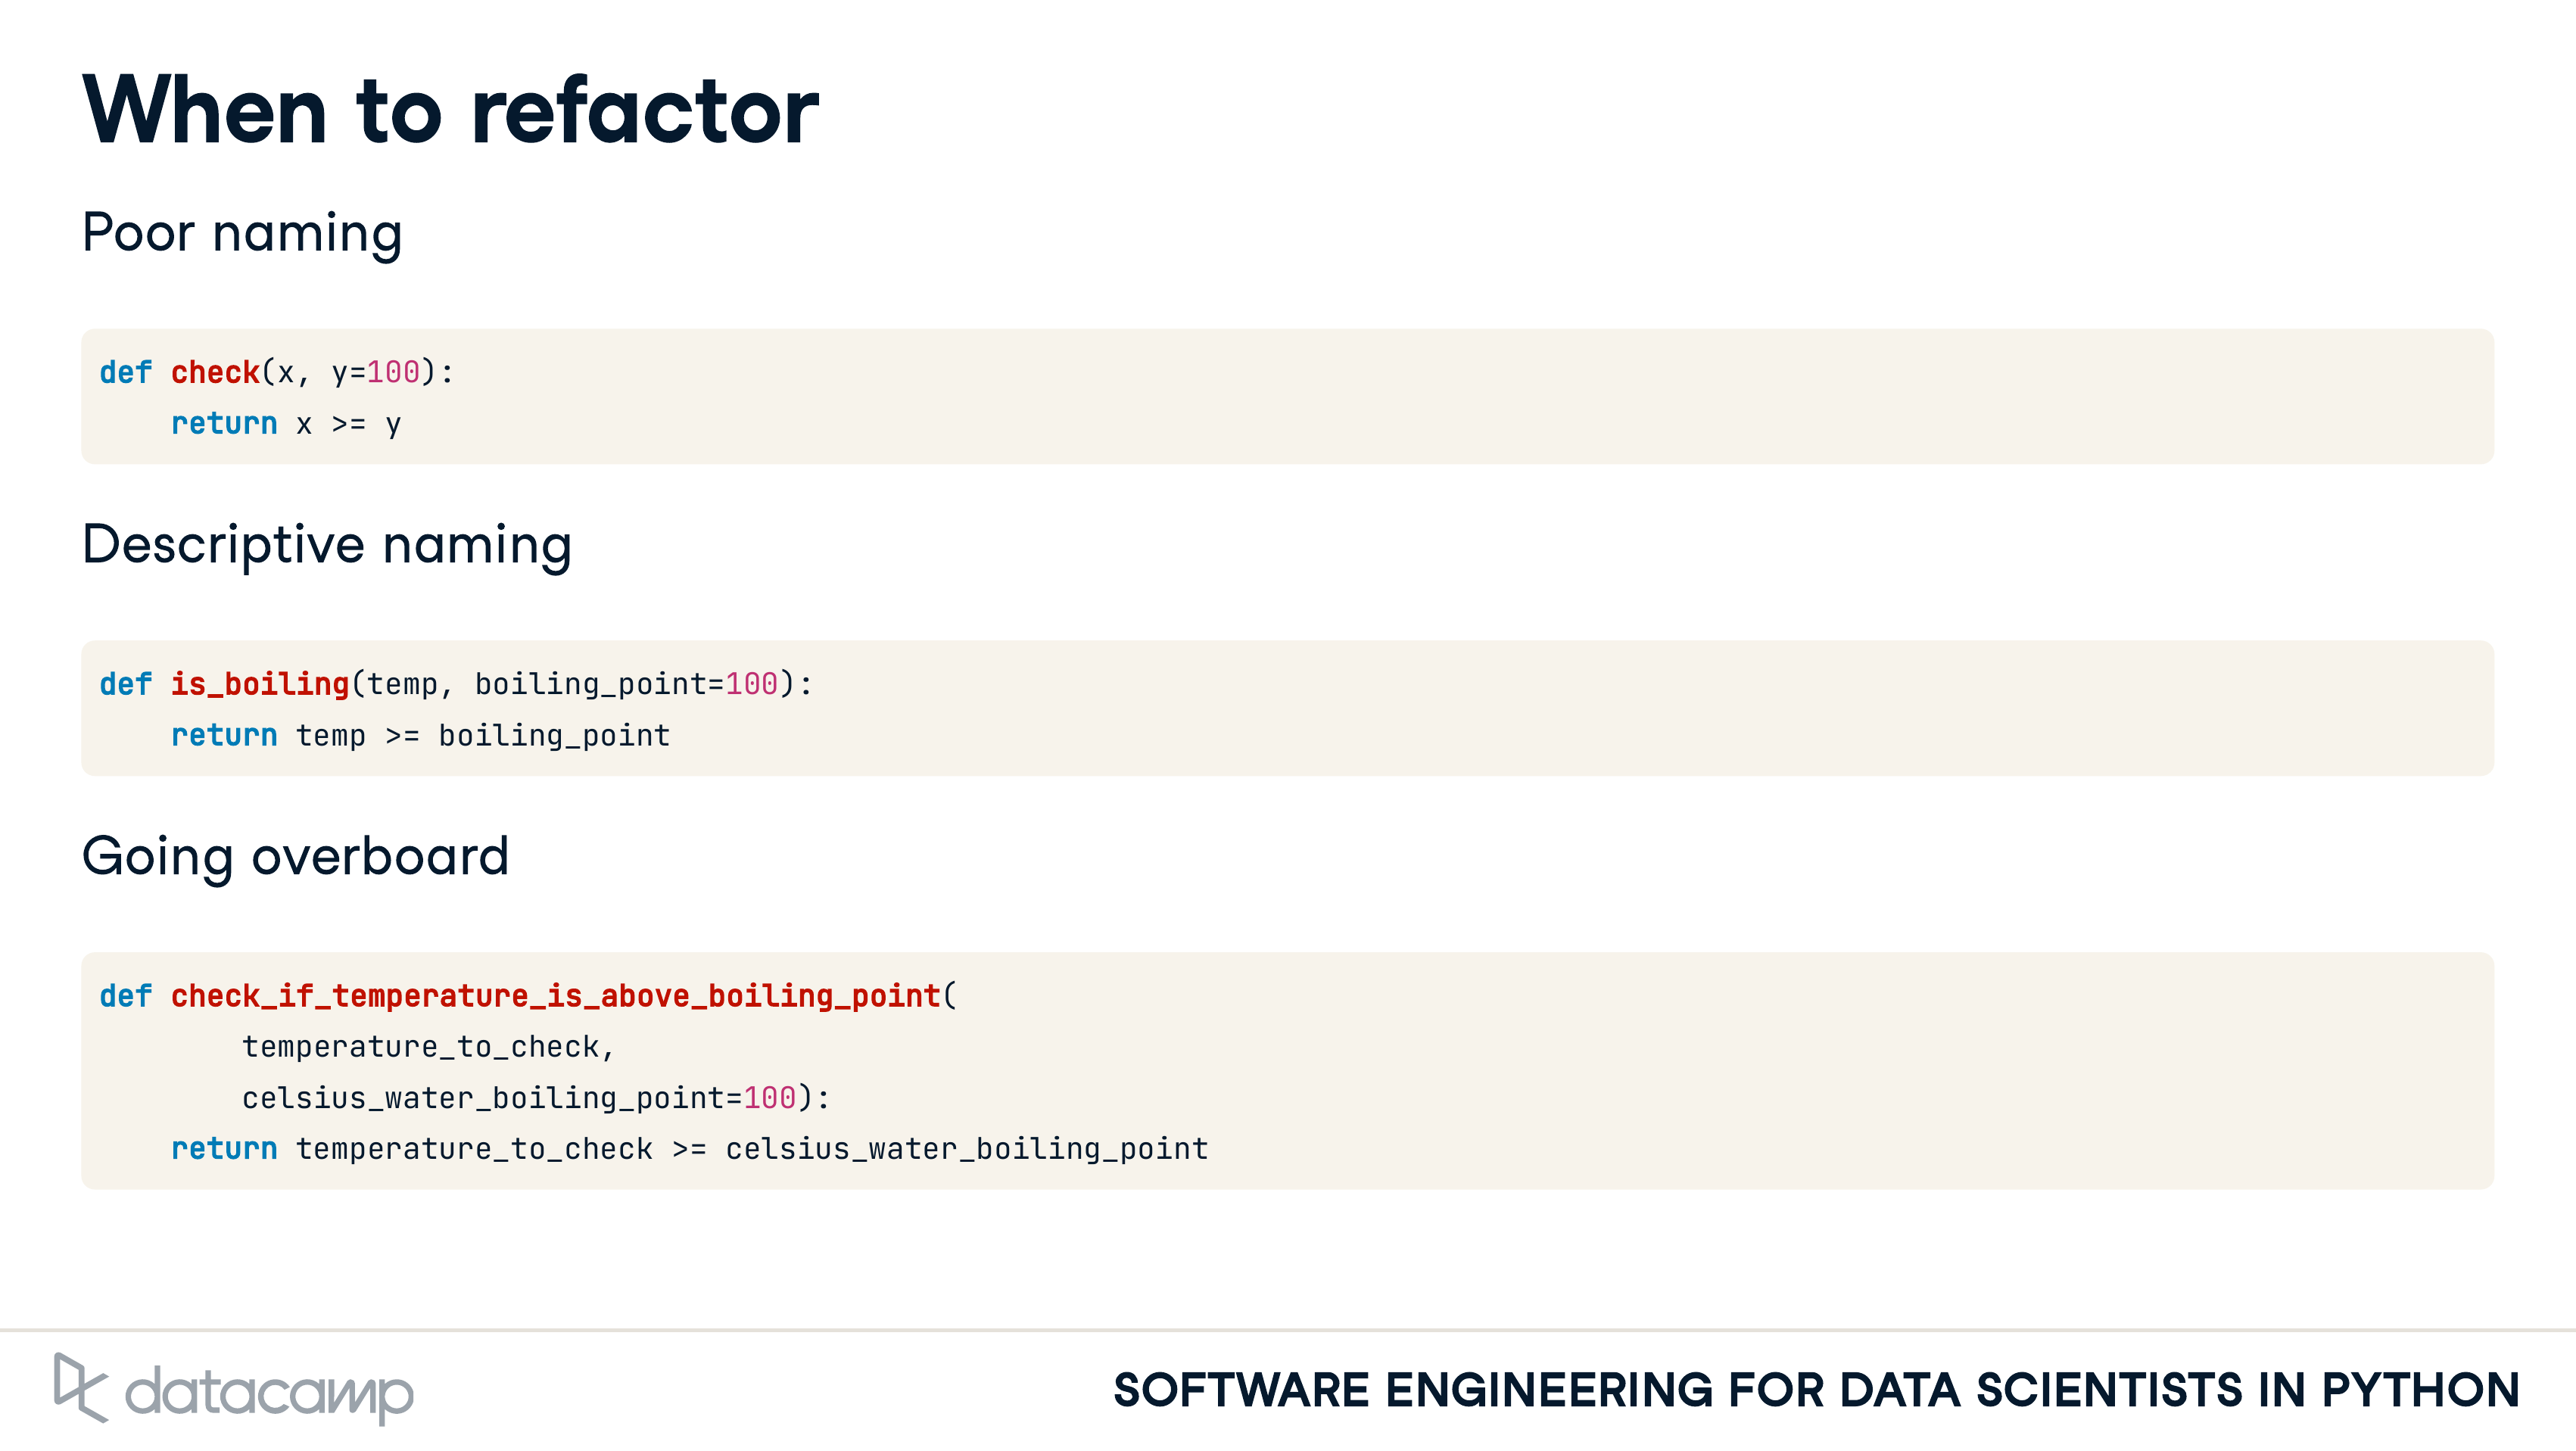 When to refactor
Poor naming
def check(x, y=100):
    return x >= y
Descriptive naming
def is_boiling(temp, boiling_point=100):
    return temp >= boiling_point
Going overboard
def check_if_temperature_is_above_boiling_point(
        temperature_to_check,
        celsius_water_boiling_point=100):
    return temperature_to_check >= celsius_water_boiling_point
datacamp
SOFTWARE ENGINEERING FOR DATA SCIENTISTS IN PYTHON